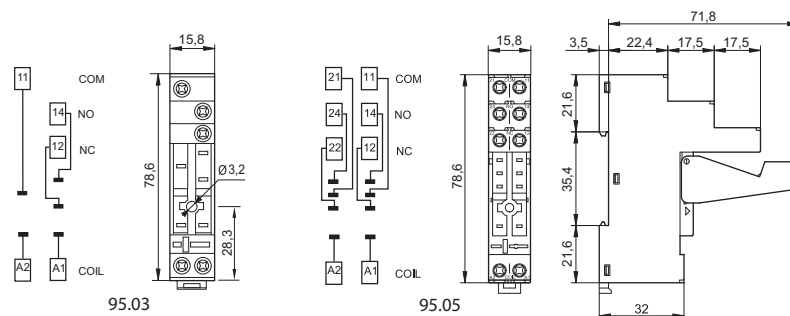 11 COM
14 NO
12 NC
A2 A1 COIL
15,8
78,6
Ø3,2
28,3
95.03
21 11 COM
24 14 NO
22 12 NC
A2 A1 COIL
15,8
78,6
95.05
71,8
3,5 22,4 17,5 17,5
21,6
35,4
21,6
32